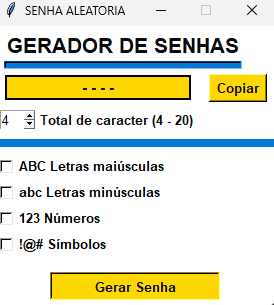 SENHA ALEATORIA
GERADOR DE SENHAS
- - - - Copiar
4 Total de caracter (4 - 20)
ABC Letras maiúsculas
abc Letras minúsculas
123 Números
!@# Símbolos
Gerar Senha